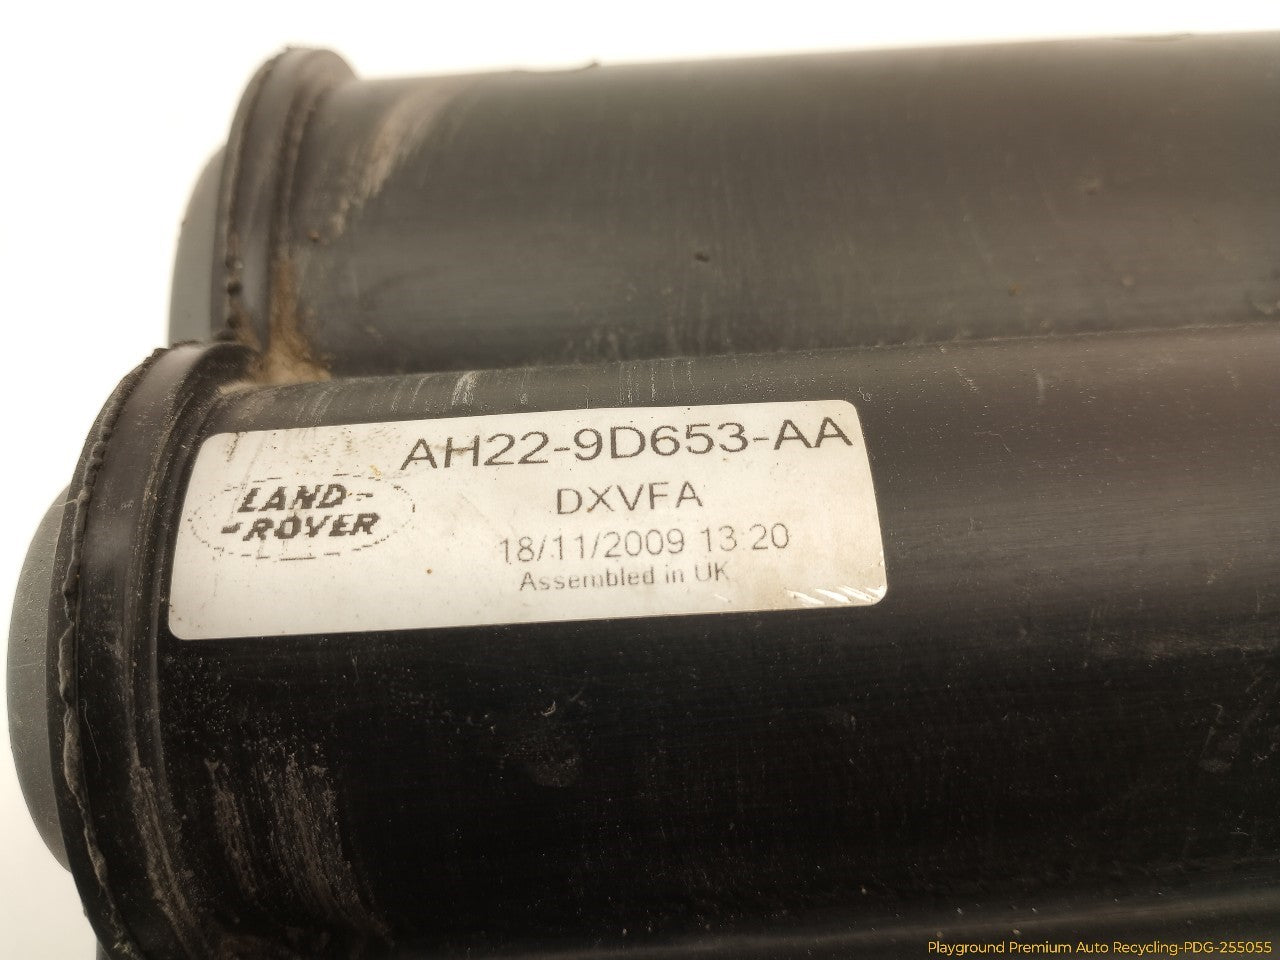 AH22-9D653-AA
LAND-
-ROVER
DXVFA
18/11/2009 13:20
Assembled in UK
Playground Premium Auto Recycling-PDG-255055